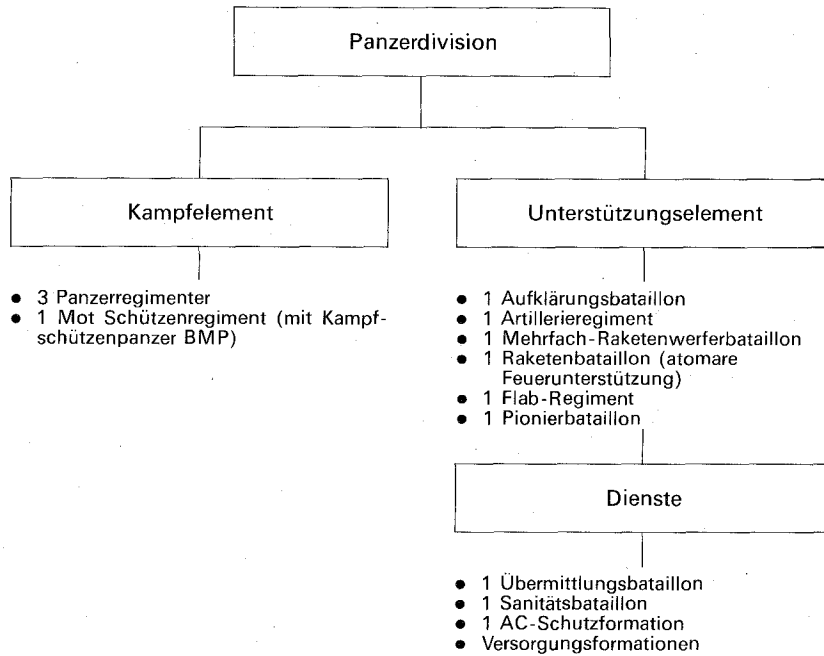 Panzerdivision
Kampfelement
● 3 Panzerregimenter
● 1 Mot Schützenregiment (mit Kampf-
schützenpanzer BMP)
Unterstützungselement
● 1 Aufklärungsbataillon
● 1 Artillerieregiment
● 1 Mehrfach-Raketenwerferbataillon
● 1 Raketenbataillon (atomare
Feuerunterstützung)
● 1 Flab-Regiment
● 1 Pionierbataillon
Dienste
● 1 Übermittlungsbataillon
● 1 Sanitätsbataillon
● 1 AC-Schutzformation
● Versorgungsformationen